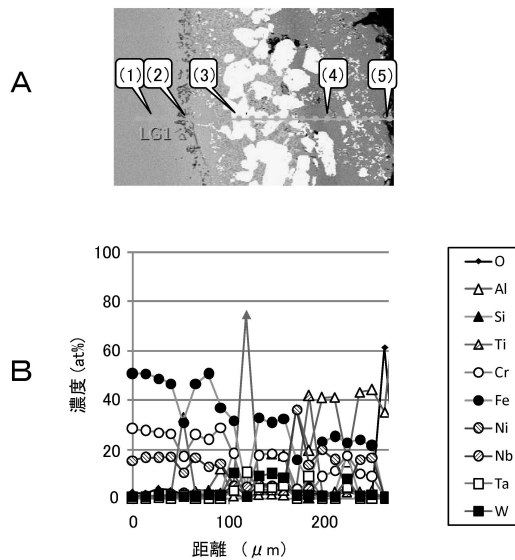 A
(1)
(2)
(3)
(4)
(5)
LG1
B
濃度(at%)
100
80
60
40
20
0
0
100
200
距離 (μm)
O
Al
Si
Ti
Cr
Fe
Ni
Nb
Ta
W